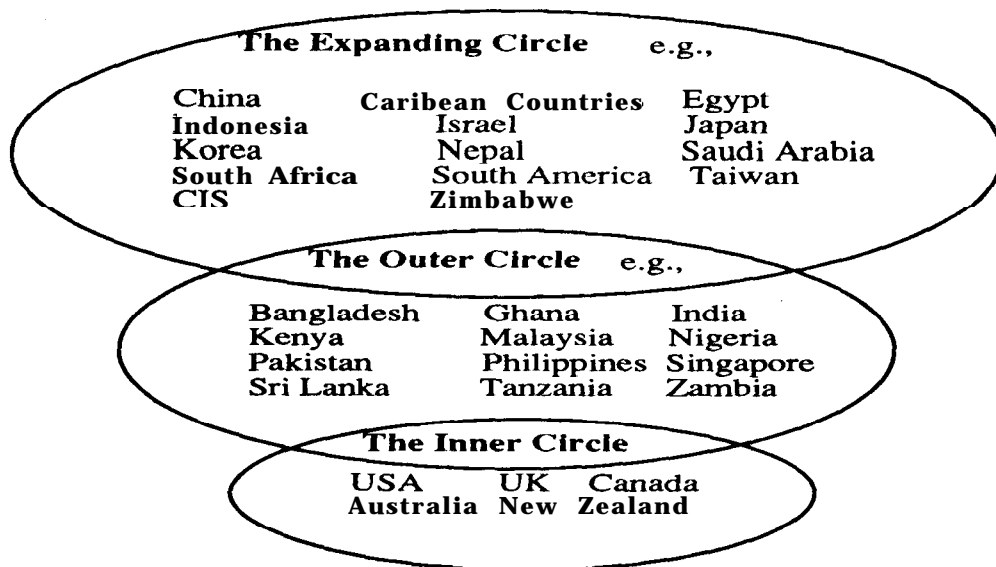 The Expanding Circle e.g.,
China Caribean Countries Egypt
Indonesia Israel Japan
Korea Nepal Saudi Arabia
South Africa South America Taiwan
CIS Zimbabwe
The Outer Circle e.g.,
Bangladesh Ghana India
Kenya Malaysia Nigeria
Pakistan Philippines Singapore
Sri Lanka Tanzania Zambia
The Inner Circle
USA UK Canada
Australia New Zealand